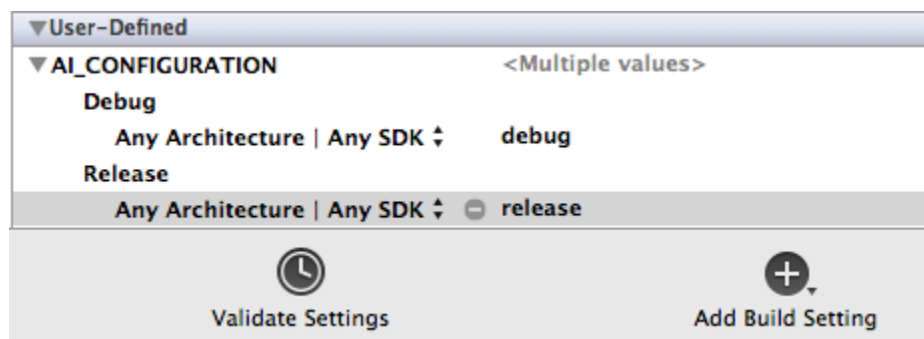 User-Defined
AI_CONFIGURATION <Multiple values>
Debug
Any Architecture | Any SDK debug
Release
Any Architecture | Any SDK release
Validate Settings Add Build Setting